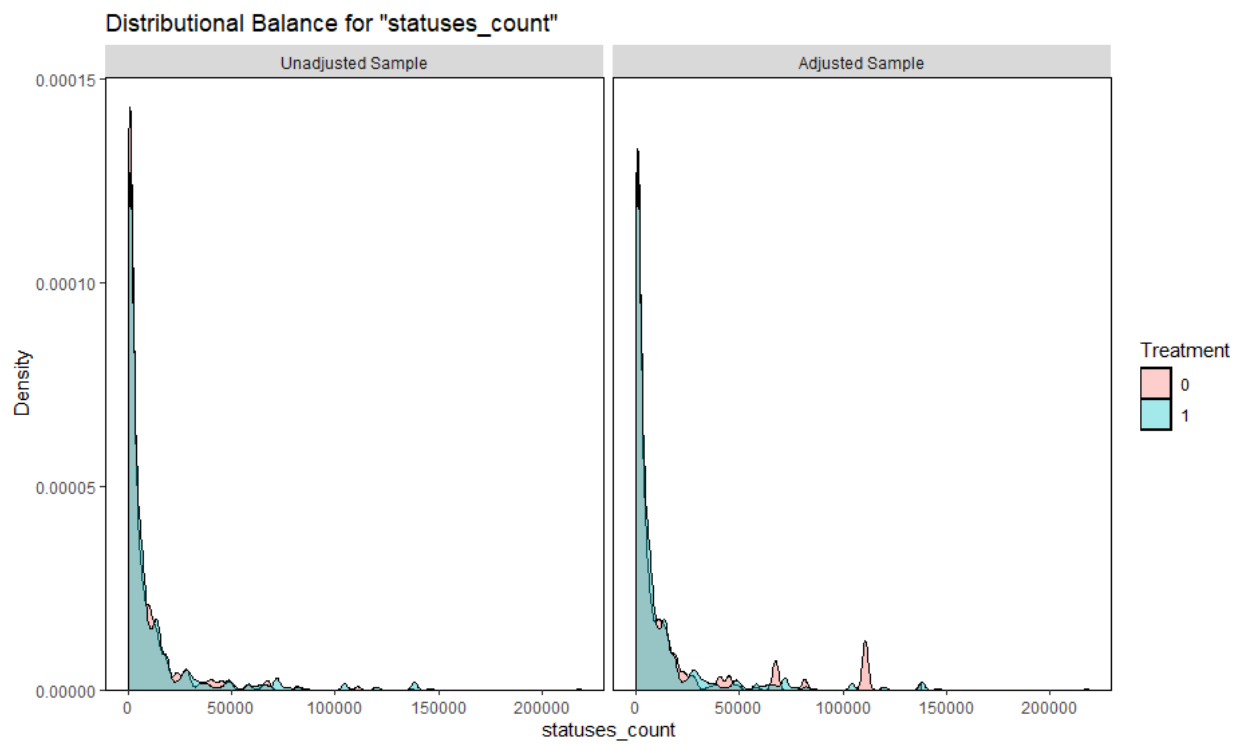 Distributional Balance for "statuses_count"
Unadjusted Sample
Adjusted Sample
0.00015
0.00010
0.00005
0.00000
Density
0 50000 100000 150000 200000
0 50000 100000 150000 200000
statuses_count
Treatment
0
1